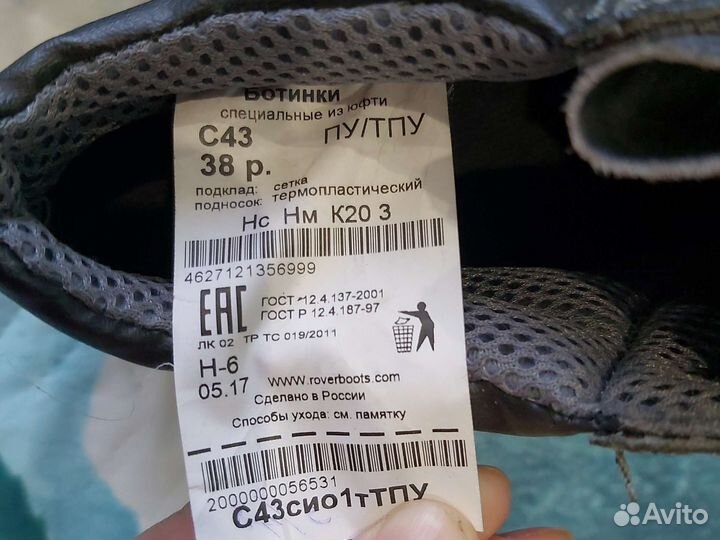 Ботинки
специальные из юфти
С43 ПУ/ТПУ
38 р.
подклад: сетка
подносок: термопластический
Нс Нм К20 З
4627121356999
EAC ГОСТ 12.4.137-2001
ГОСТ Р 12.4.187-97
ЛК 02 ТР ТС 019/2011
Н-6
05.17 www.roverboots.com
Сделано в России
Способы ухода: см. памятку
2000000056531
С43сио1тТПУ
Avito